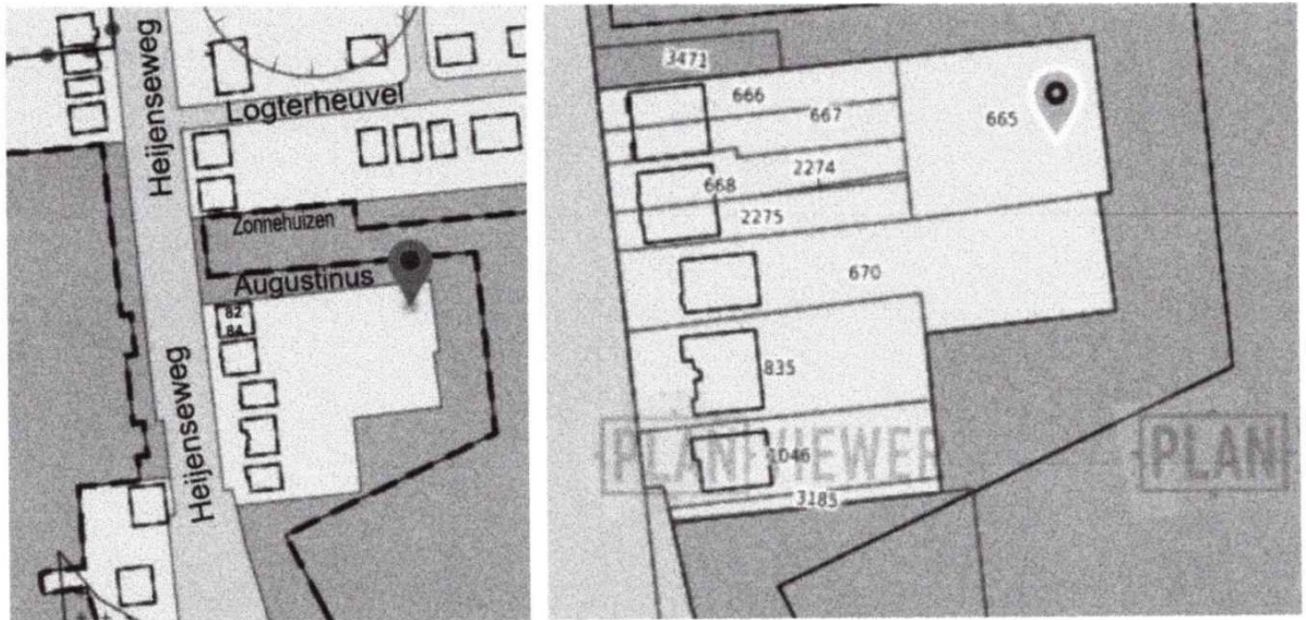 Heijenseweg
Logterheuvel
Zonnehuizen
Augustinus
82
84
Heijenseweg
3471
666
667
665
2274
668
2275
670
835
PLANVIEWER
PLAN
1046
3185